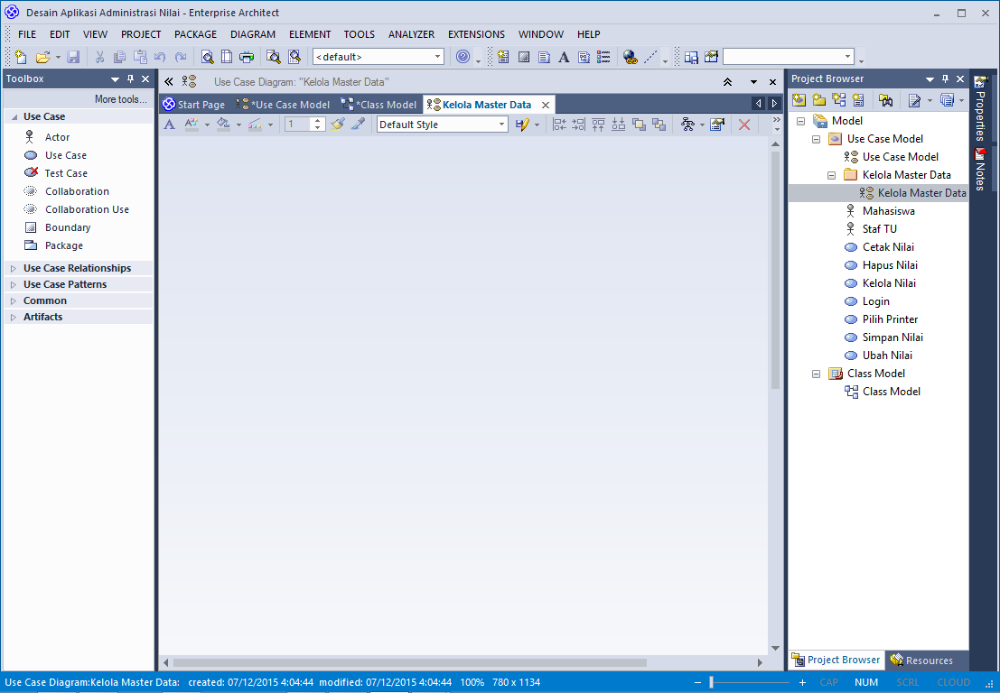 Desain Aplikasi Administrasi Nilai - Enterprise Architect
FILE EDIT VIEW PROJECT PACKAGE DIAGRAM ELEMENT TOOLS ANALYZER EXTENSIONS WINDOW HELP
<default>
Toolbox
More tools...
Use Case
Actor
Use Case
Test Case
Collaboration
Collaboration Use
Boundary
Package
Use Case Relationships
Use Case Patterns
Common
Artifacts
Use Case Diagram: "Kelola Master Data"
Start Page *Use Case Model *Class Model Kelola Master Data
A 1 Default Style
Project Browser
Model
Use Case Model
Use Case Model
Kelola Master Data
Kelola Master Data
Mahasiswa
Staf TU
Cetak Nilai
Hapus Nilai
Kelola Nilai
Login
Pilih Printer
Simpan Nilai
Ubah Nilai
Class Model
Class Model
Project Browser Resources
Properties
Notes
Use Case Diagram:Kelola Master Data: created: 07/12/2015 4:04:44 modified: 07/12/2015 4:04:44 100% 780 x 1134 CAP NUM SCRL CLOUD